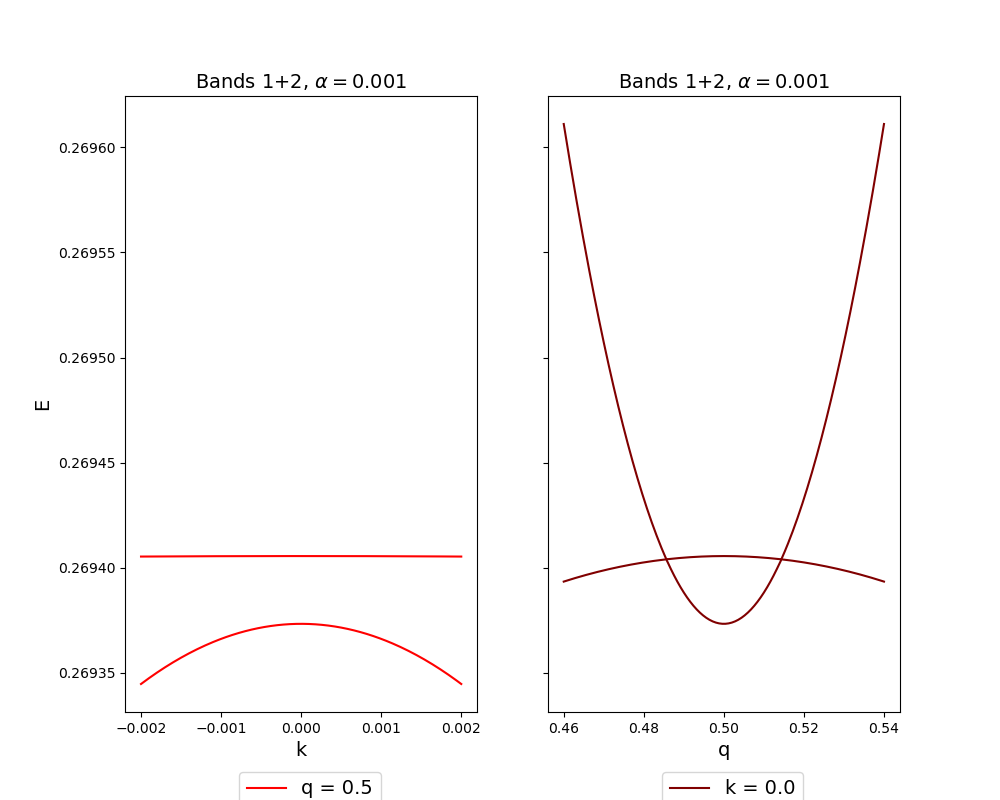 Bands 1+2, α = 0.001
0.26960
0.26955
0.26950
0.26945
0.26940
0.26935
E
−0.002 −0.001 0.000 0.001 0.002
k
q = 0.5
Bands 1+2, α = 0.001
0.46 0.48 0.50 0.52 0.54
q
k = 0.0